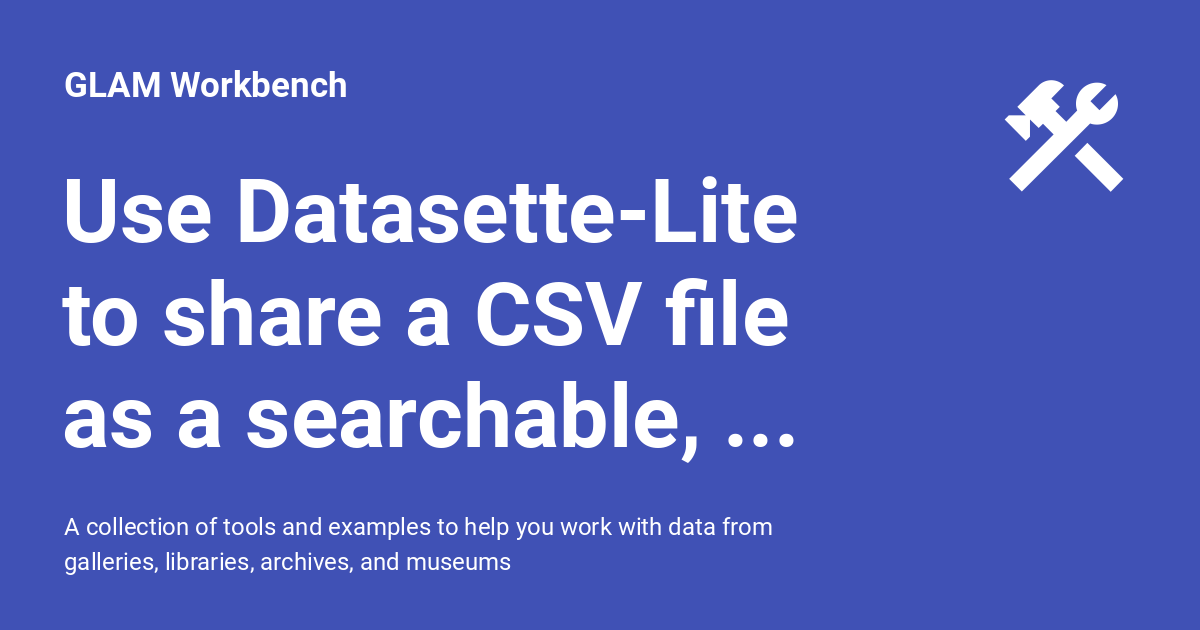 GLAM Workbench
Use Datasette-Lite
to share a CSV file
as a searchable, ...
A collection of tools and examples to help you work with data from
galleries, libraries, archives, and museums